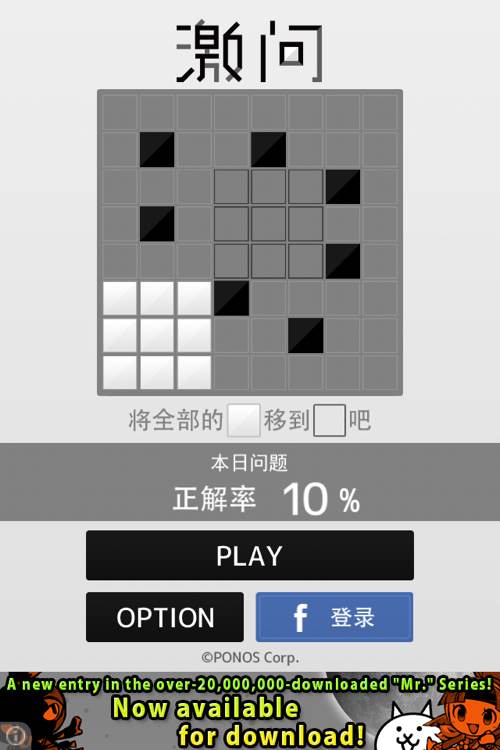 激问
将全部的 移到 吧
本日问题
正解率 10 %
PLAY
OPTION
f 登录
©PONOS Corp.
A new entry in the over-20,000,000-downloaded "Mr." Series!
Now available
for download!